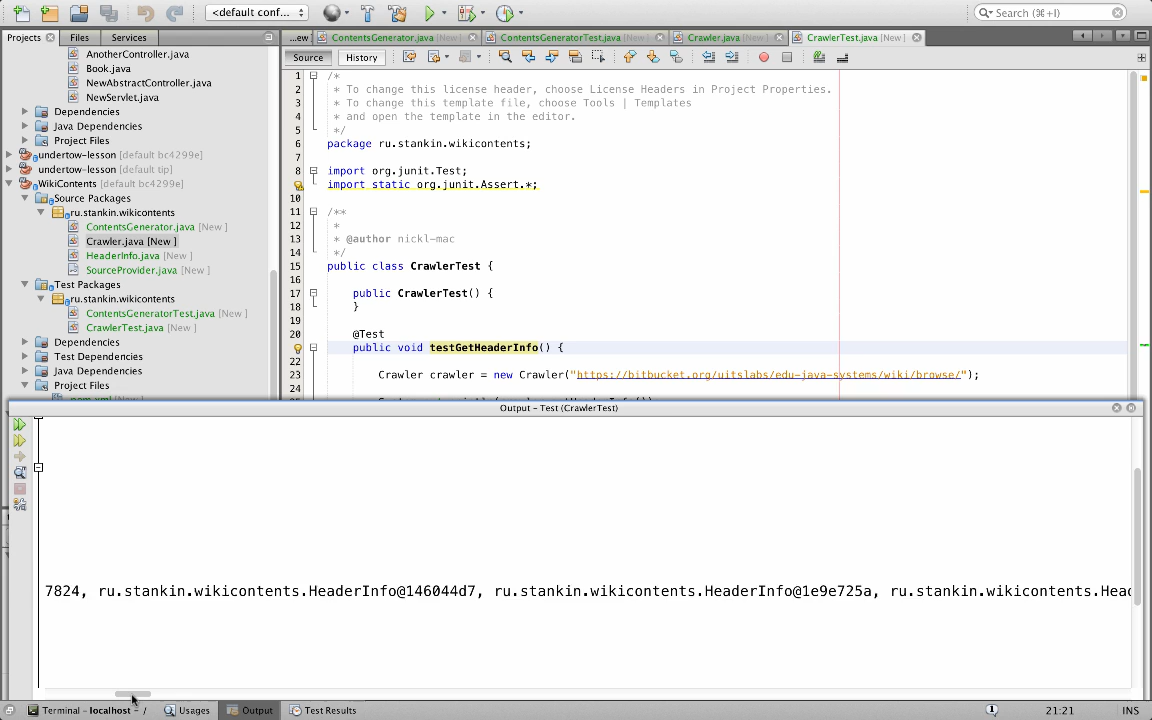 <default conf...
Search (⌘+I)
Projects
Files
Services
...ew
ContentsGenerator.java [New ]
ContentsGeneratorTest.java [New ]
Crawler.java [New ]
CrawlerTest.java [New ]
Source
History
AnotherController.java
Book.java
NewAbstractController.java
NewServlet.java
Dependencies
Java Dependencies
Project Files
undertow-lesson [default bc4299e]
undertow-lesson [default tip]
WikiContents [default bc4299e]
Source Packages
ru.stankin.wikicontents
ContentsGenerator.java [New ]
Crawler.java [New ]
HeaderInfo.java [New ]
SourceProvider.java [New ]
Test Packages
ru.stankin.wikicontents
ContentsGeneratorTest.java [New ]
CrawlerTest.java [New ]
Dependencies
Test Dependencies
Java Dependencies
Project Files
1 /*
2 * To change this license header, choose License Headers in Project Properties.
3 * To change this template file, choose Tools | Templates
4 * and open the template in the editor.
5 */
6 package ru.stankin.wikicontents;
7
8 import org.junit.Test;
import static org.junit.Assert.*;
10
11 /**
12 *
13 * @author nickl-mac
14 */
15 public class CrawlerTest {
16
17 public CrawlerTest() {
18 }
19
20 @Test
public void testGetHeaderInfo() {
22
23 Crawler crawler = new Crawler("https://bitbucket.org/uitslabs/edu-java-systems/wiki/browse/");
24
Output - Test (CrawlerTest)
7824, ru.stankin.wikicontents.HeaderInfo@146044d7, ru.stankin.wikicontents.HeaderInfo@1e9e725a, ru.stankin.wikicontents.Head
Terminal - localhost - /
Usages
Output
Test Results
21:21
INS